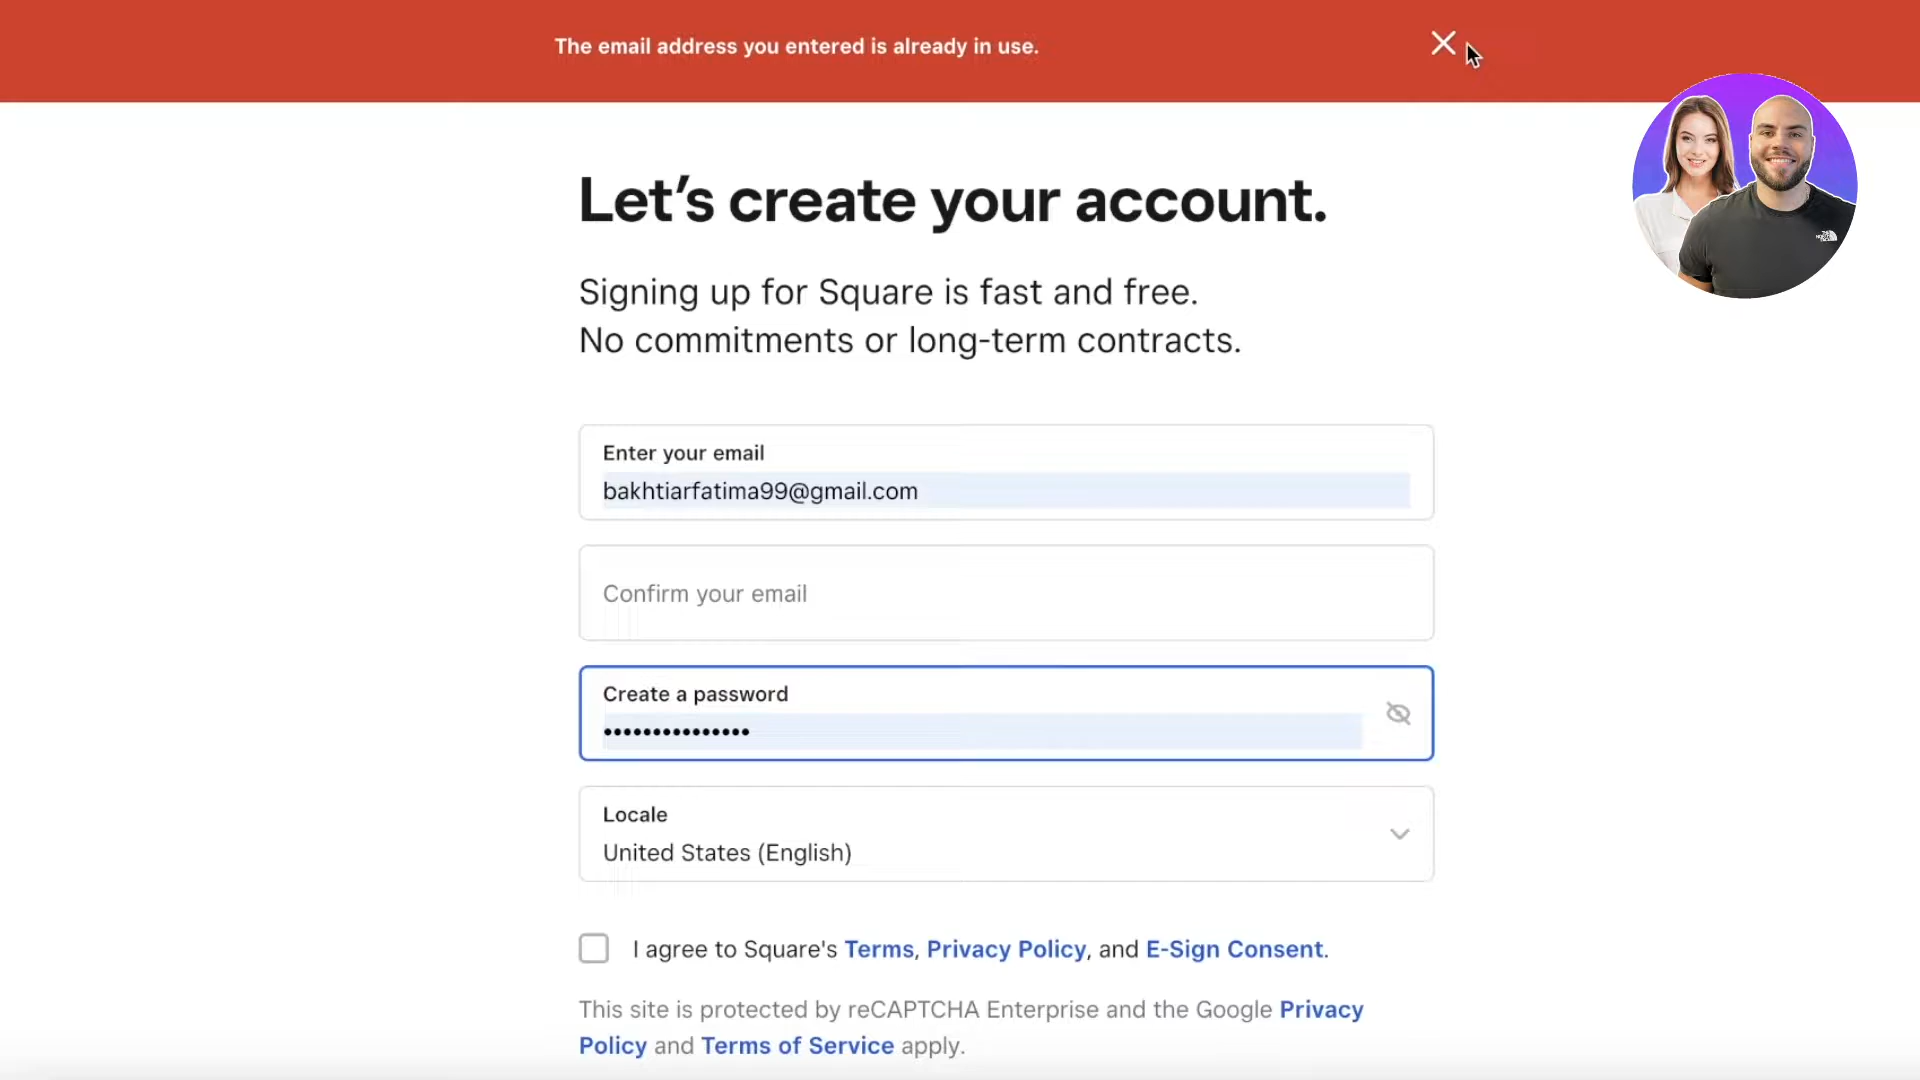 The email address you entered is already in use.
Let’s create your account.
Signing up for Square is fast and free.
No commitments or long-term contracts.
Enter your email
bakhtiarfatima99@gmail.com
Confirm your email
Create a password
•••••••••••••••
Locale
United States (English)
I agree to Square's Terms, Privacy Policy, and E-Sign Consent.
This site is protected by reCAPTCHA Enterprise and the Google Privacy
Policy and Terms of Service apply.
THE
NORTH
FACE